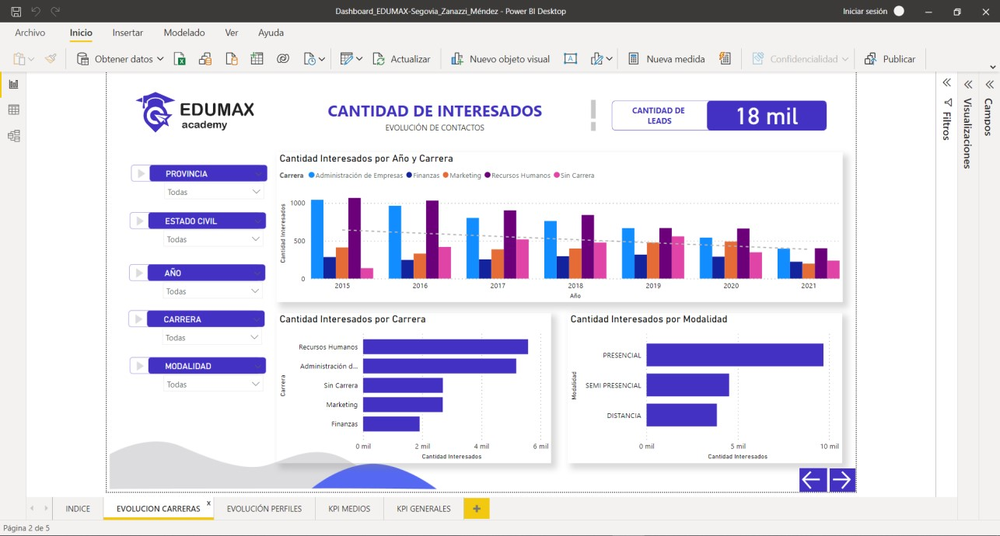 Dashboard_EDUMAX-Segovia_Zanazzi_Méndez - Power BI Desktop
Iniciar sesión
Archivo Inicio Insertar Modelado Ver Ayuda
Obtener datos Actualizar Nuevo objeto visual Nueva medida Confidencialidad Publicar
EDUMAX
academy
CANTIDAD DE INTERESADOS
EVOLUCIÓN DE CONTACTOS
CANTIDAD DE
LEADS
18 mil
Filtros
Visualizaciones
Campos
PROVINCIA
Todas
ESTADO CIVIL
Todas
AÑO
Todas
CARRERA
Todas
MODALIDAD
Todas
Cantidad Interesados por Año y Carrera
Carrera Administración de Empresas Finanzas Marketing Recursos Humanos Sin Carrera
Cantidad Interesados
1000
500
0
2015 2016 2017 2018 2019 2020 2021
Año
Cantidad Interesados por Carrera
Carrera
Recursos Humanos
Administración d...
Sin Carrera
Marketing
Finanzas
0 mil 2 mil 4 mil 6 mil
Cantidad Interesados
Cantidad Interesados por Modalidad
Modalidad
PRESENCIAL
SEMI PRESENCIAL
DISTANCIA
0 mil 5 mil 10 mil
Cantidad Interesados
INDICE EVOLUCION CARRERAS x EVOLUCIÓN PERFILES KPI MEDIOS KPI GENERALES +
Página 2 de 5